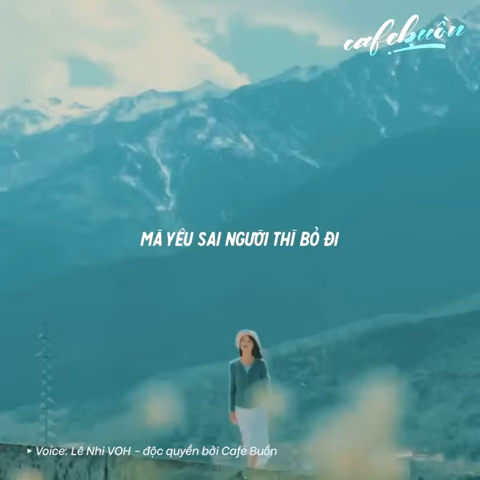 cafebuồn
MÀ YÊU SAI NGƯỜI THÌ BỎ ĐI
▸ Voice: Lê Nhi VOH - độc quyền bởi Cafe Buồn